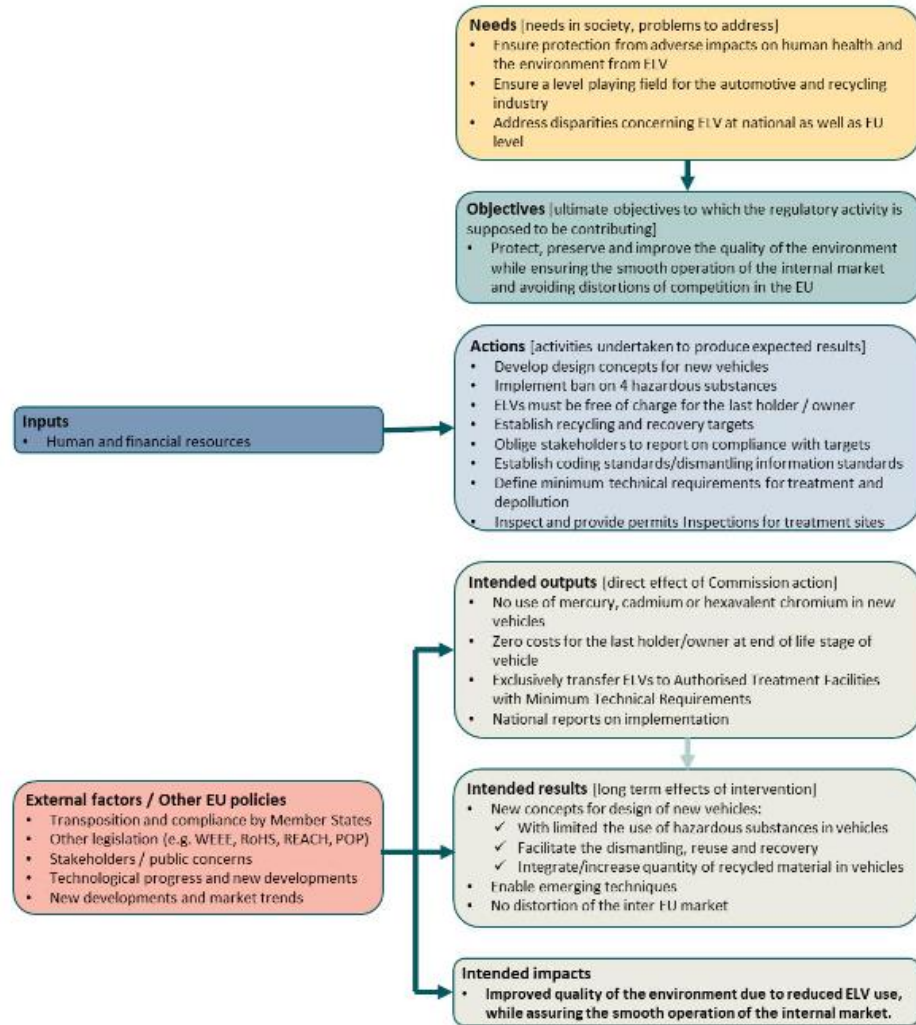 Needs [needs in society, problems to address]
• Ensure protection from adverse impacts on human health and
the environment from ELV
• Ensure a level playing field for the automotive and recycling
industry
• Address disparities concerning ELV at national as well as EU
level
Objectives [ultimate objectives to which the regulatory activity is
supposed to be contributing]
• Protect, preserve and improve the quality of the environment
while ensuring the smooth operation of the internal market
and avoiding distortions of competition in the EU
Inputs
• Human and financial resources
Actions [activities undertaken to produce expected results]
• Develop design concepts for new vehicles
• Implement ban on 4 hazardous substances
• ELVs must be free of charge for the last holder / owner
• Establish recycling and recovery targets
• Oblige stakeholders to report on compliance with targets
• Establish coding standards/dismantling information standards
• Define minimum technical requirements for treatment and
depollution
• Inspect and provide permits Inspections for treatment sites
Intended outputs [direct effect of Commission action]
• No use of mercury, cadmium or hexavalent chromium in new
vehicles
• Zero costs for the last holder/owner at end of life stage of
vehicle
• Exclusively transfer ELVs to Authorised Treatment Facilities
with Minimum Technical Requirements
• National reports on implementation
External factors / Other EU policies
• Transposition and compliance by Member States
• Other legislation (e.g. WEEE, RoHS, REACH, POP)
• Stakeholders / public concerns
• Technological progress and new developments
• New developments and market trends
Intended results [long term effects of intervention]
• New concepts for design of new vehicles:
✓ With limited the use of hazardous substances in vehicles
✓ Facilitate the dismantling, reuse and recovery
✓ Integrate/increase quantity of recycled material in vehicles
• Enable emerging techniques
• No distortion of the inter EU market
Intended impacts
• Improved quality of the environment due to reduced ELV use,
while assuring the smooth operation of the internal market.